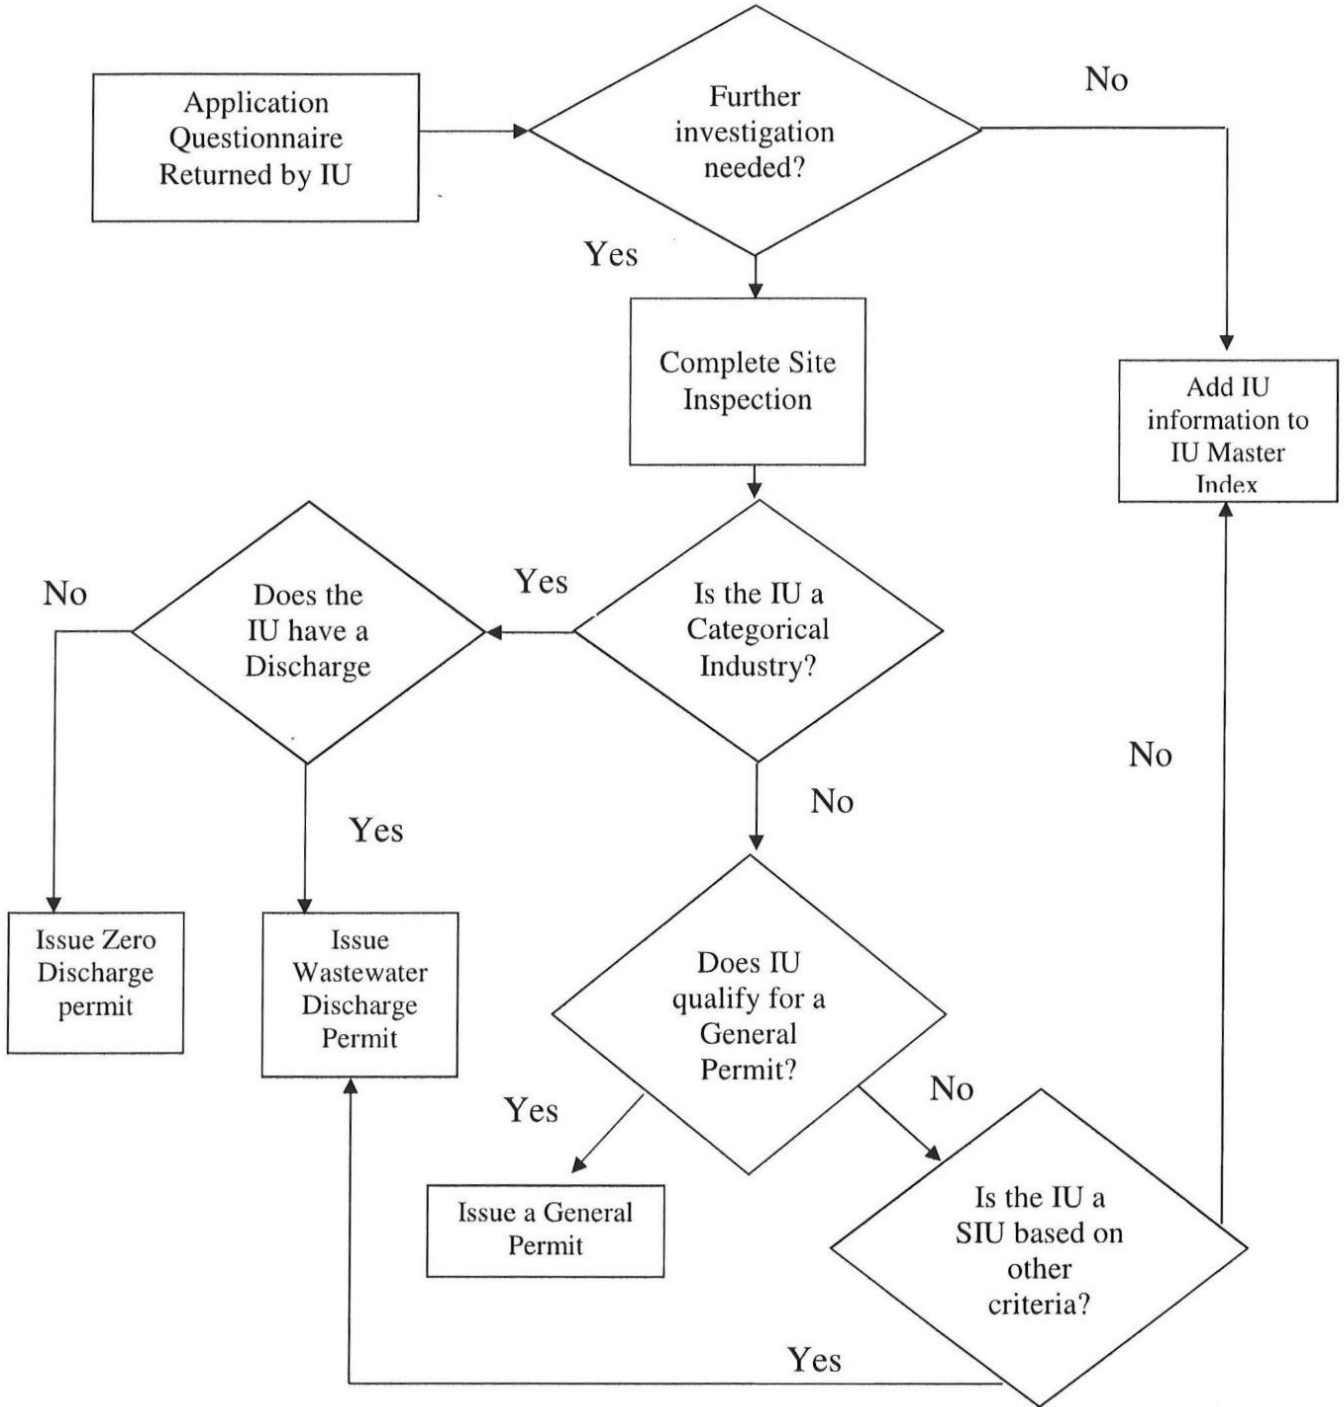 Application
Questionnaire
Returned by IU
Further
investigation
needed?
No
Yes
Complete Site
Inspection
Add IU
information to
IU Master
Index
No
Does the
IU have a
Discharge
Yes
Is the IU a
Categorical
Industry?
No
Yes
No
Issue Zero
Discharge
permit
Issue
Wastewater
Discharge
Permit
Does IU
qualify for a
General
Permit?
Yes
No
Issue a General
Permit
Is the IU a
SIU based on
other
criteria?
Yes
No